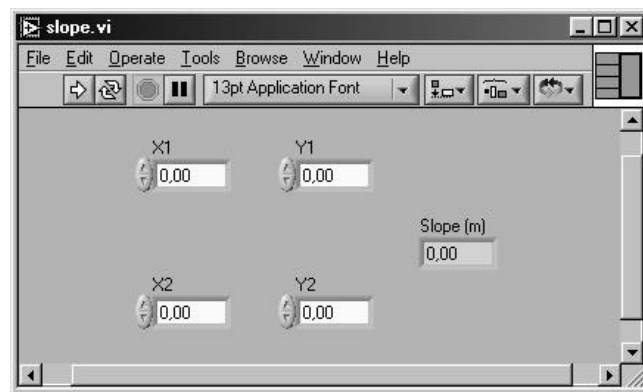 slope.vi
File Edit Operate Tools Browse Window Help
13pt Application Font
X1 Y1
0,00 0,00
Slope (m)
0,00
X2 Y2
0,00 0,00